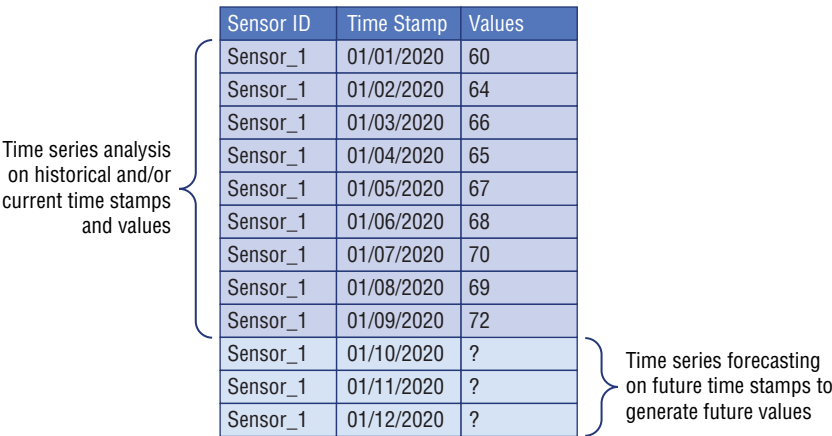 Sensor ID Time Stamp Values
Sensor_1 01/01/2020 60
Sensor_1 01/02/2020 64
Sensor_1 01/03/2020 66
Sensor_1 01/04/2020 65
Sensor_1 01/05/2020 67
Sensor_1 01/06/2020 68
Sensor_1 01/07/2020 70
Sensor_1 01/08/2020 69
Sensor_1 01/09/2020 72
Sensor_1 01/10/2020 ?
Sensor_1 01/11/2020 ?
Sensor_1 01/12/2020 ?
Time series analysis
on historical and/or
current time stamps
and values
Time series forecasting
on future time stamps to
generate future values